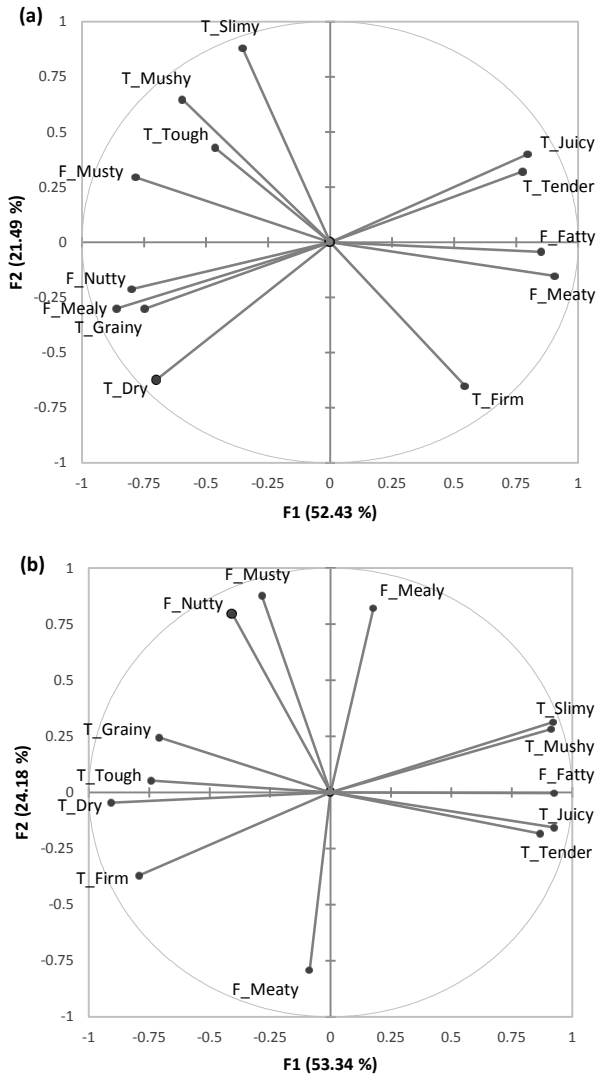 (a)
1
0.75
0.5
0.25
0
-0.25
-0.5
-0.75
-1
F2 (21.49 %)
T_Slimy
T_Mushy
T_Tough
T_Juicy
F_Musty
T_Tender
F_Fatty
F_Nutty
F_Meaty
F_Mealy
T_Grainy
T_Dry
T_Firm
-1 -0.75 -0.5 -0.25 0 0.25 0.5 0.75 1
F1 (52.43 %)
(b)
1
0.75
0.5
0.25
0
-0.25
-0.5
-0.75
-1
F2 (24.18 %)
F_Musty
F_Mealy
F_Nutty
T_Slimy
T_Grainy
T_Mushy
T_Tough
F_Fatty
T_Dry
T_Juicy
T_Tender
T_Firm
F_Meaty
-1 -0.75 -0.5 -0.25 0 0.25 0.5 0.75 1
F1 (53.34 %)